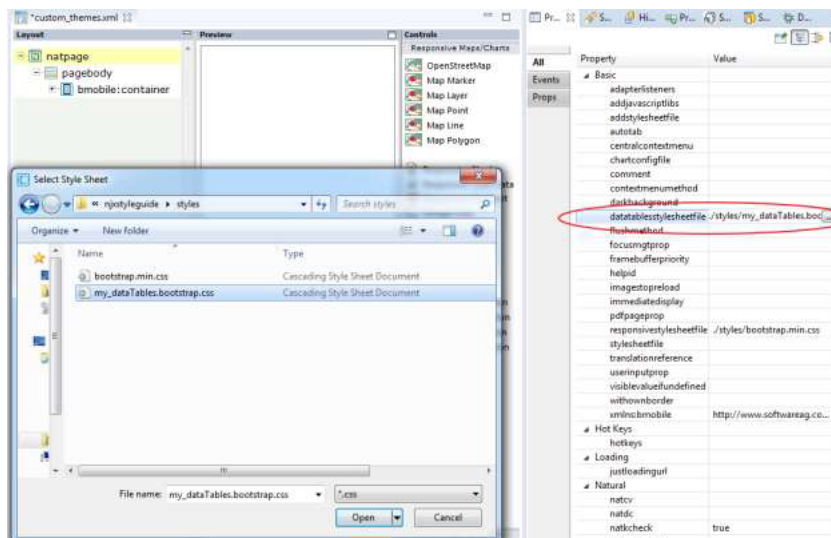 *custom_themes.xml
Layout
natpage
pagebody
bmobile:container
Preview
Controls
Responsive Maps/Charts
OpenStreetMap
Map Marker
Map Layer
Map Point
Map Line
Map Polygon
Select Style Sheet
njxstyleguide ▸ styles
Search styles
Organize
New folder
Name
Type
bootstrap.min.css
Cascading Style Sheet Document
my_dataTables.bootstrap.css
Cascading Style Sheet Document
File name:
my_dataTables.bootstrap.css
*.css
Open
Cancel
Pr...
S...
Hi...
Pr...
S...
S...
D...
All
Events
Props
Property
Value
Basic
adapterlisteners
addjavascriptlibs
addstylesheetfile
autotab
centralcontextmenu
chartconfigfile
comment
contextmenumethod
darkbackground
datatablesstylesheetfile ./styles/my_dataTables.boo
flushmethod
focusmgtprop
framebufferpriority
helpid
imagestopreload
immediatedisplay
pdfpageprop
responsivestylesheetfile ./styles/bootstrap.min.css
stylesheetfile
translationreference
userinputprop
visiblevalueifundefined
withownborder
xmlns:bmobile http://www.softwareag.co...
Hot Keys
hotkeys
Loading
justloadingurl
Natural
natcv
natdc
natkcheck true